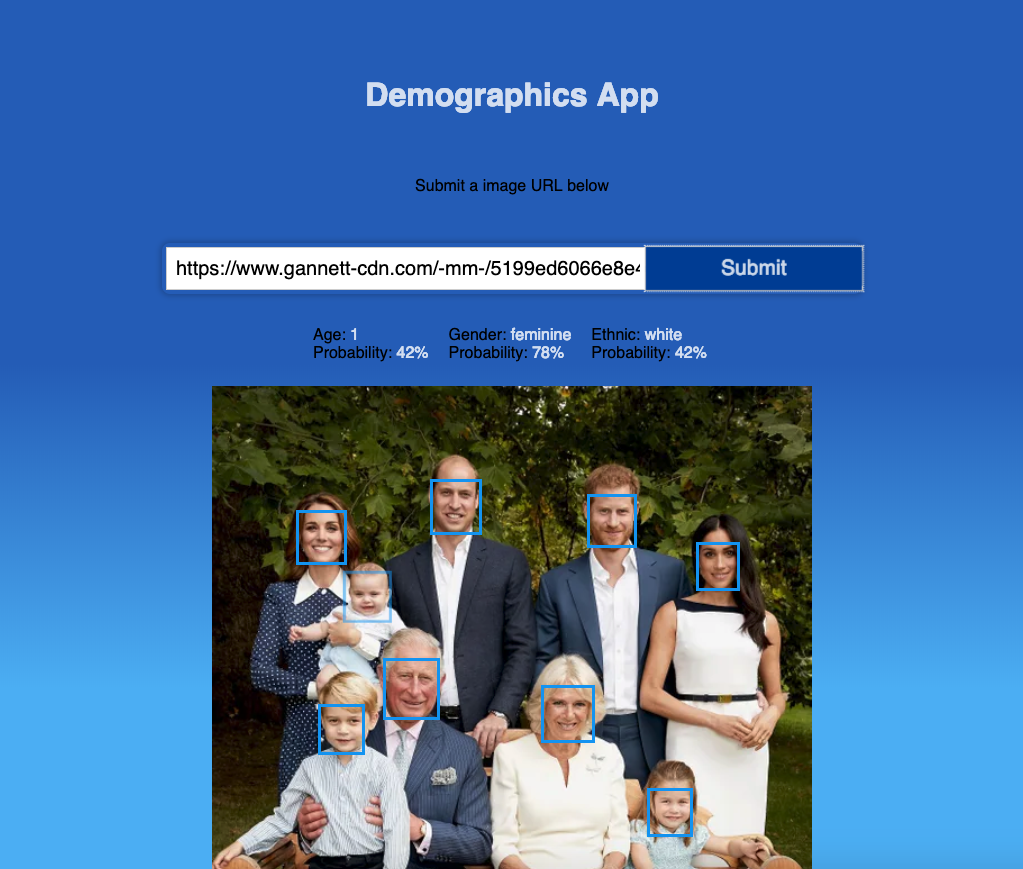 Demographics App
Submit a image URL below
https://www.gannett-cdn.com/-mm-/5199ed6066e8e4 Submit
Age: 1 Gender: feminine Ethnic: white
Probability: 42% Probability: 78% Probability: 42%